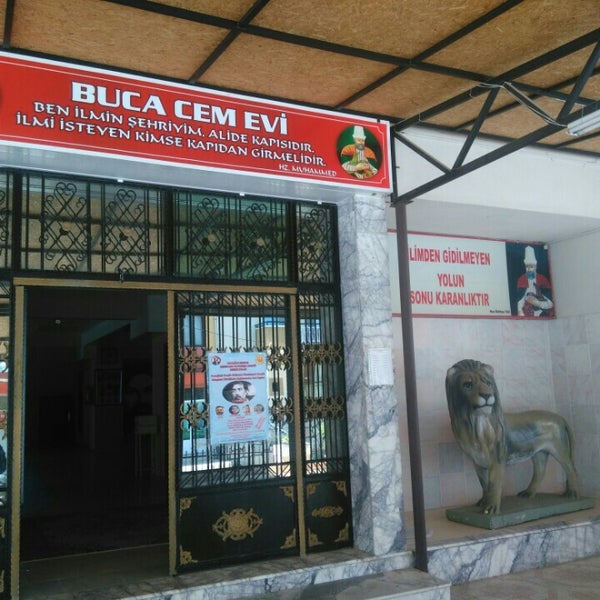 BUCA CEM EVİ
BEN İLMİN ŞEHRİYİM, ALİDE KAPISIDIR.
İLMİ İSTEYEN KİMSE KAPIDAN GİRMELİDİR.
HZ. MUHAMMED
İLİMDEN GİDİLMEYEN
YOLUN
SONU KARANLIKTIR